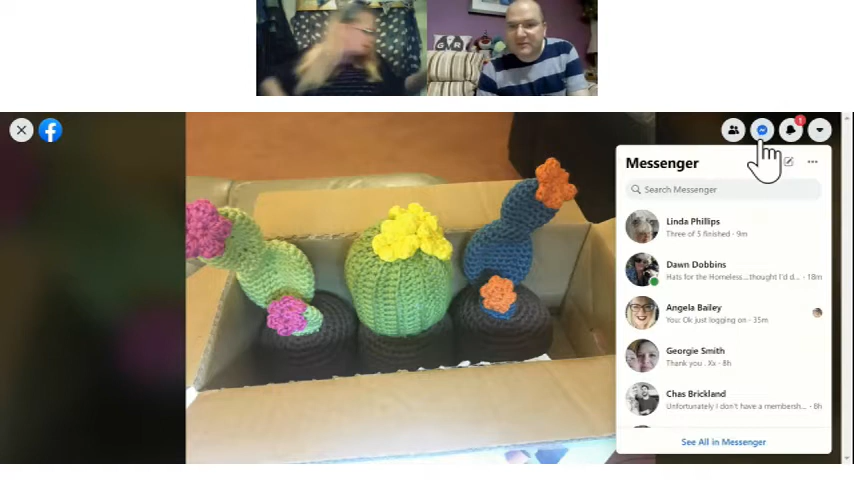 G R
1
Messenger
Search Messenger
Linda Phillips
Three of 5 finished · 9m
Dawn Dobbins
Hats for the Homeless...thought I'd d... · 18m
Angela Bailey
You: Ok just logging on · 35m
Georgie Smith
Thank you . Xx · 8h
Chas Brickland
Unfortunately i don't have a membersh... · 8h
See All in Messenger